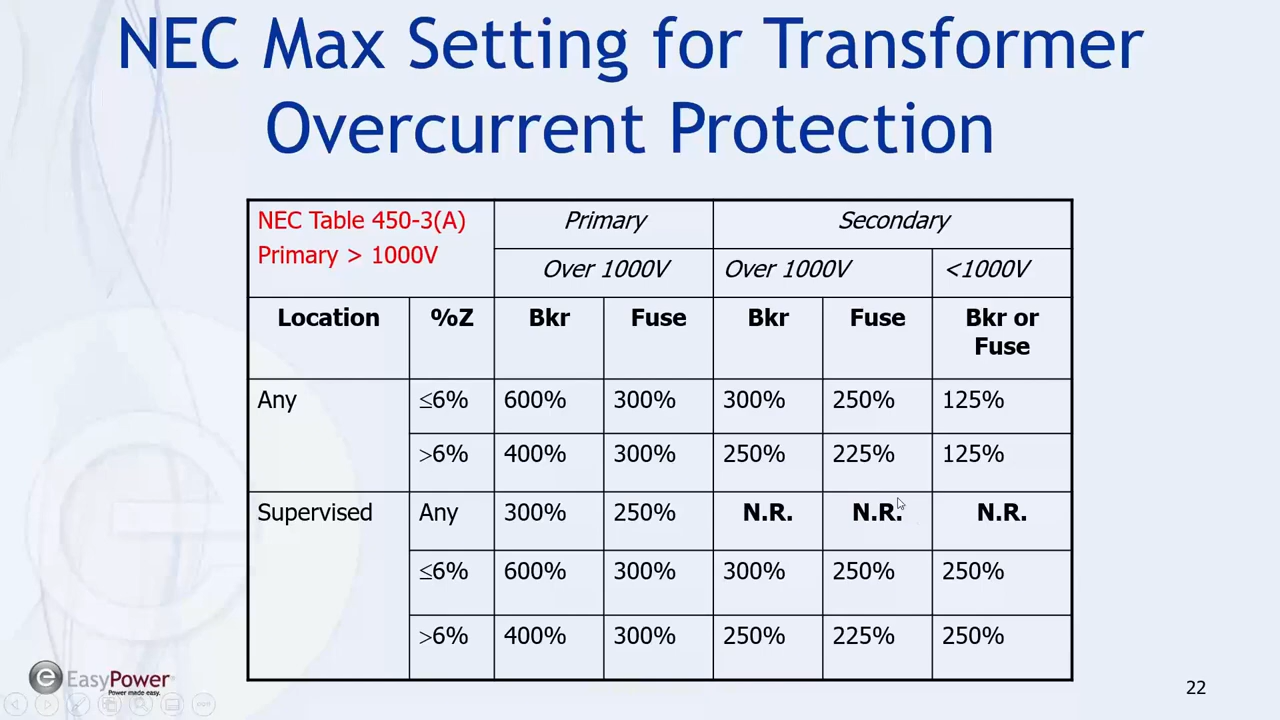 NEC Max Setting for Transformer
Overcurrent Protection
NEC Table 450-3(A)
Primary > 1000V
Primary
Secondary
Over 1000V
Over 1000V
<1000V
Location
%Z
Bkr
Fuse
Bkr
Fuse
Bkr or
Fuse
Any
≤6%
600%
300%
300%
250%
125%
>6%
400%
300%
250%
225%
125%
Supervised
Any
300%
250%
N.R.
N.R.
N.R.
≤6%
600%
300%
300%
250%
250%
>6%
400%
300%
250%
225%
250%
EasyPower
Power made easy.
22